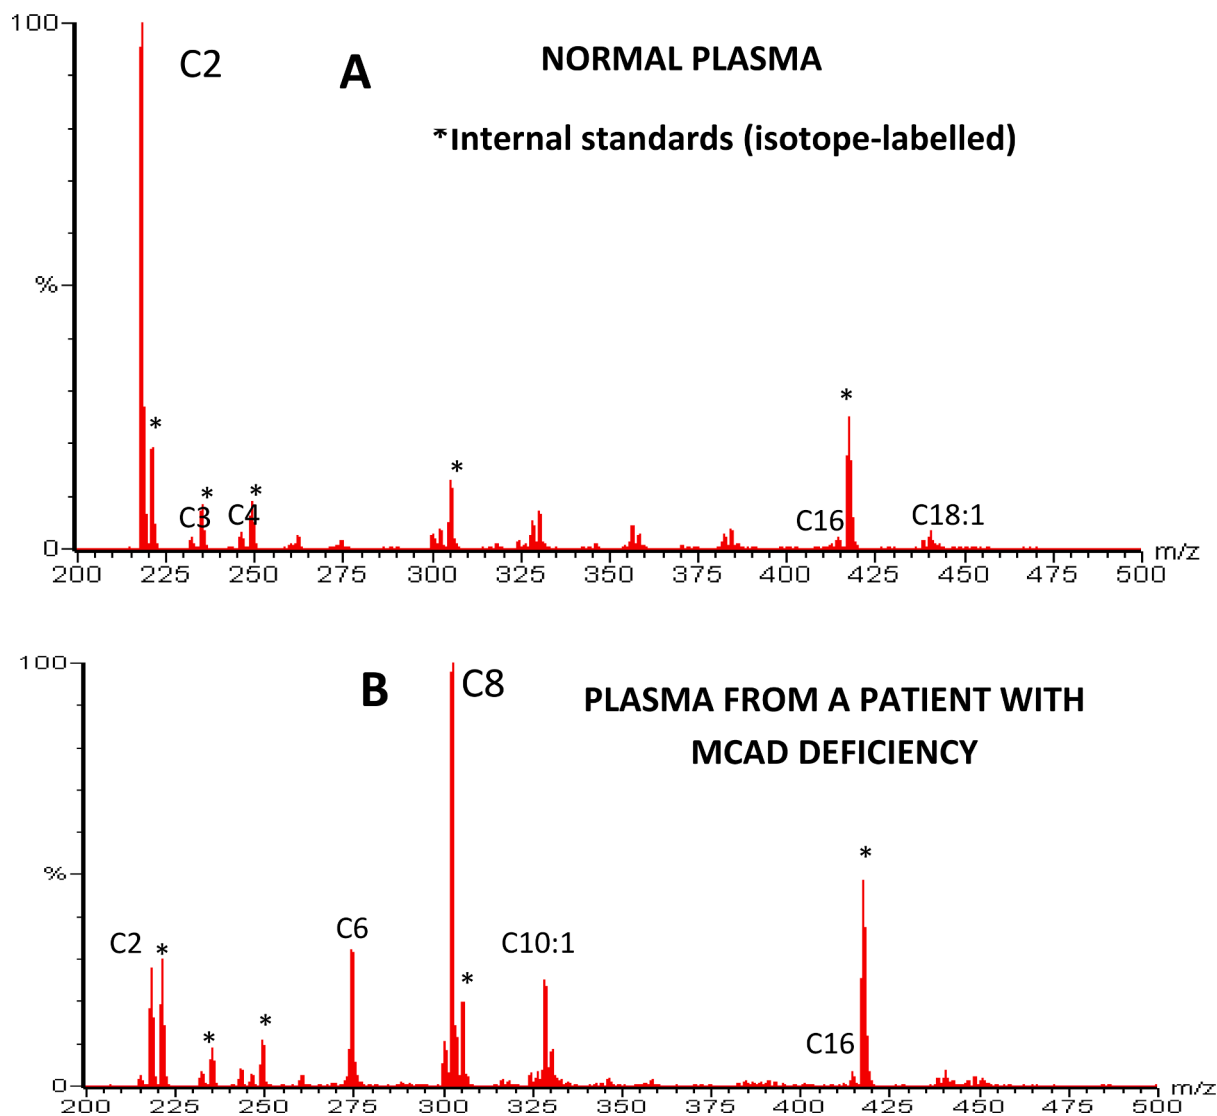 100
C2
A
NORMAL PLASMA
*Internal standards (isotope-labelled)
%
*
*
*
*
*
C3
C4
C16
C18:1
0
m/z
200 225 250 275 300 325 350 375 400 425 450 475 500
100
B
C8
PLASMA FROM A PATIENT WITH
MCAD DEFICIENCY
%
*
C2
*
C6
C10:1
*
*
*
C16
0
m/z
200 225 250 275 300 325 350 375 400 425 450 475 500